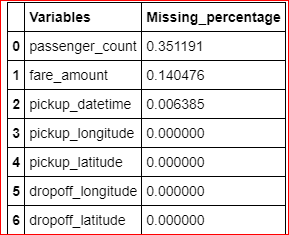 Variables Missing_percentage
0 passenger_count 0.351191
1 fare_amount 0.140476
2 pickup_datetime 0.006385
3 pickup_longitude 0.000000
4 pickup_latitude 0.000000
5 dropoff_longitude 0.000000
6 dropoff_latitude 0.000000